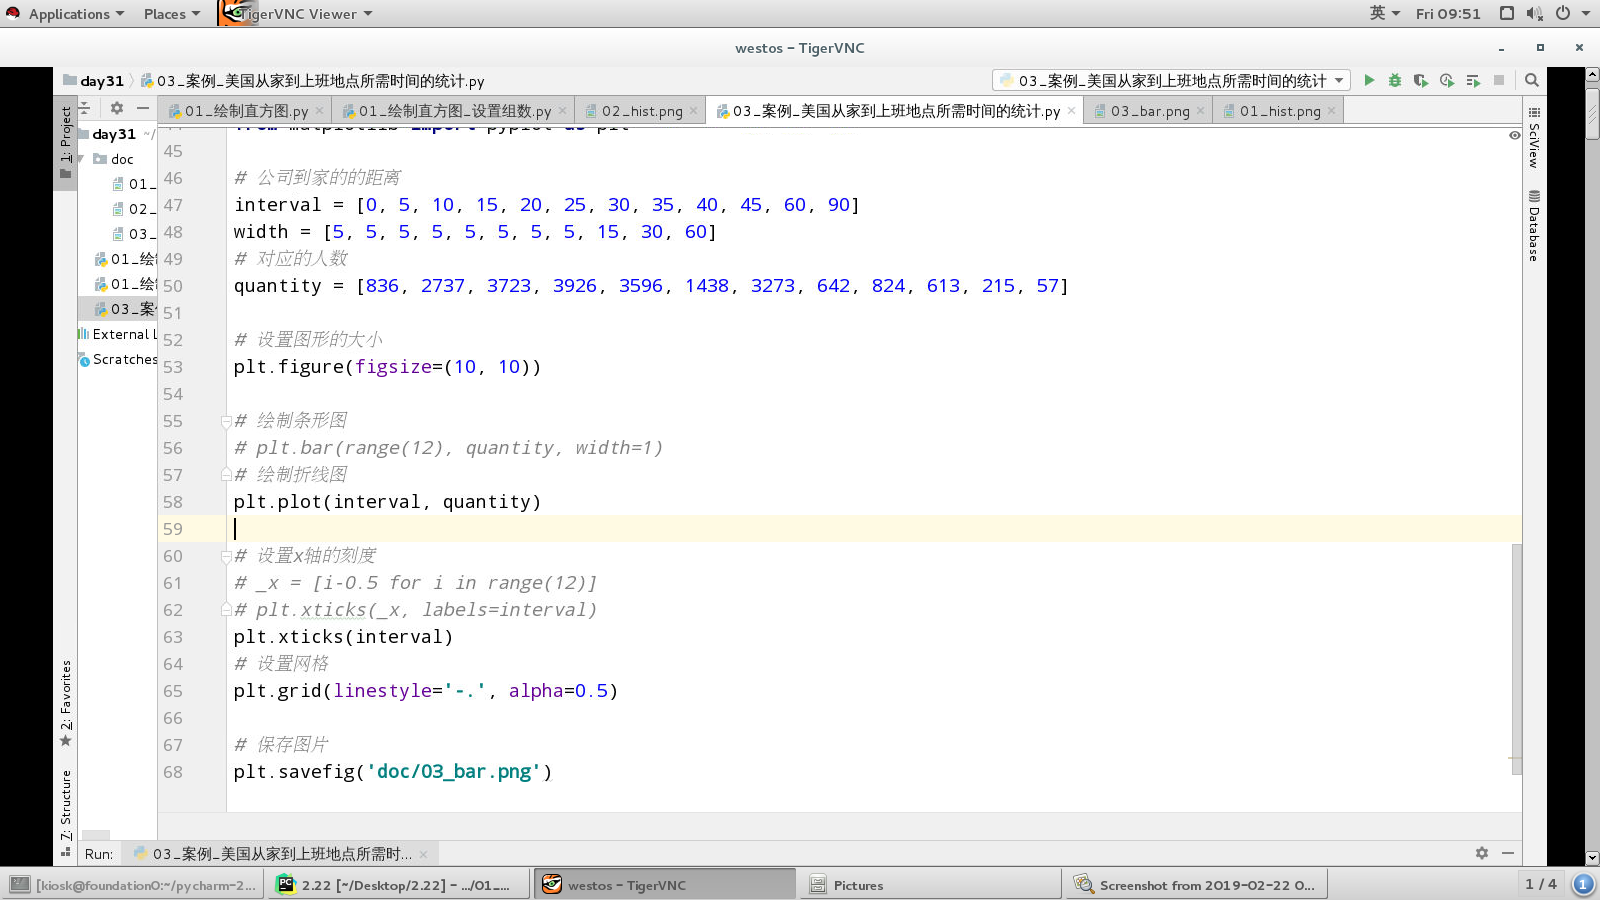 Applications Places TigerVNC Viewer 英 Fri 09:51
westos - TigerVNC
day31 03_案例_美国从家到上班地点所需时间的统计.py 03_案例_美国从家到上班地点所需时间的统计
01_绘制直方图.py 01_绘制直方图_设置组数.py 02_hist.png 03_案例_美国从家到上班地点所需时间的统计.py 03_bar.png 01_hist.png
1: Project
day31 ~/
doc
01_
02_
03_
01_绘
01_绘
03_案
External L
Scratches
2: Favorites
7: Structure
SciView
Database
44 from matplotlib import pyplot as plt
45
46 # 公司到家的的距离
47 interval = [0, 5, 10, 15, 20, 25, 30, 35, 40, 45, 60, 90]
48 width = [5, 5, 5, 5, 5, 5, 5, 5, 15, 30, 60]
49 # 对应的人数
50 quantity = [836, 2737, 3723, 3926, 3596, 1438, 3273, 642, 824, 613, 215, 57]
51
52 # 设置图形的大小
53 plt.figure(figsize=(10, 10))
54
55 # 绘制条形图
56 # plt.bar(range(12), quantity, width=1)
57 # 绘制折线图
58 plt.plot(interval, quantity)
59
60 # 设置x轴的刻度
61 # _x = [i-0.5 for i in range(12)]
62 # plt.xticks(_x, labels=interval)
63 plt.xticks(interval)
64 # 设置网格
65 plt.grid(linestyle='-.', alpha=0.5)
66
67 # 保存图片
68 plt.savefig('doc/03_bar.png')
Run: 03_案例_美国从家到上班地点所需时...
[kiosk@foundation0:~/pycharm-2... 2.22 [~/Desktop/2.22] - .../01_... westos - TigerVNC Pictures Screenshot from 2019-02-22 0... 1 / 4 1